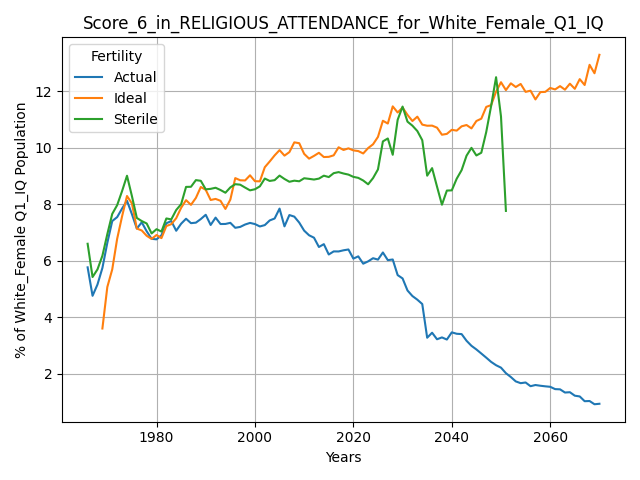 Score_6_in_RELIGIOUS_ATTENDANCE_for_White_Female_Q1_IQ
Fertility
Actual
Ideal
Sterile
% of White_Female Q1_IQ Population
12
10
8
6
4
2
1980
2000
2020
2040
2060
Years